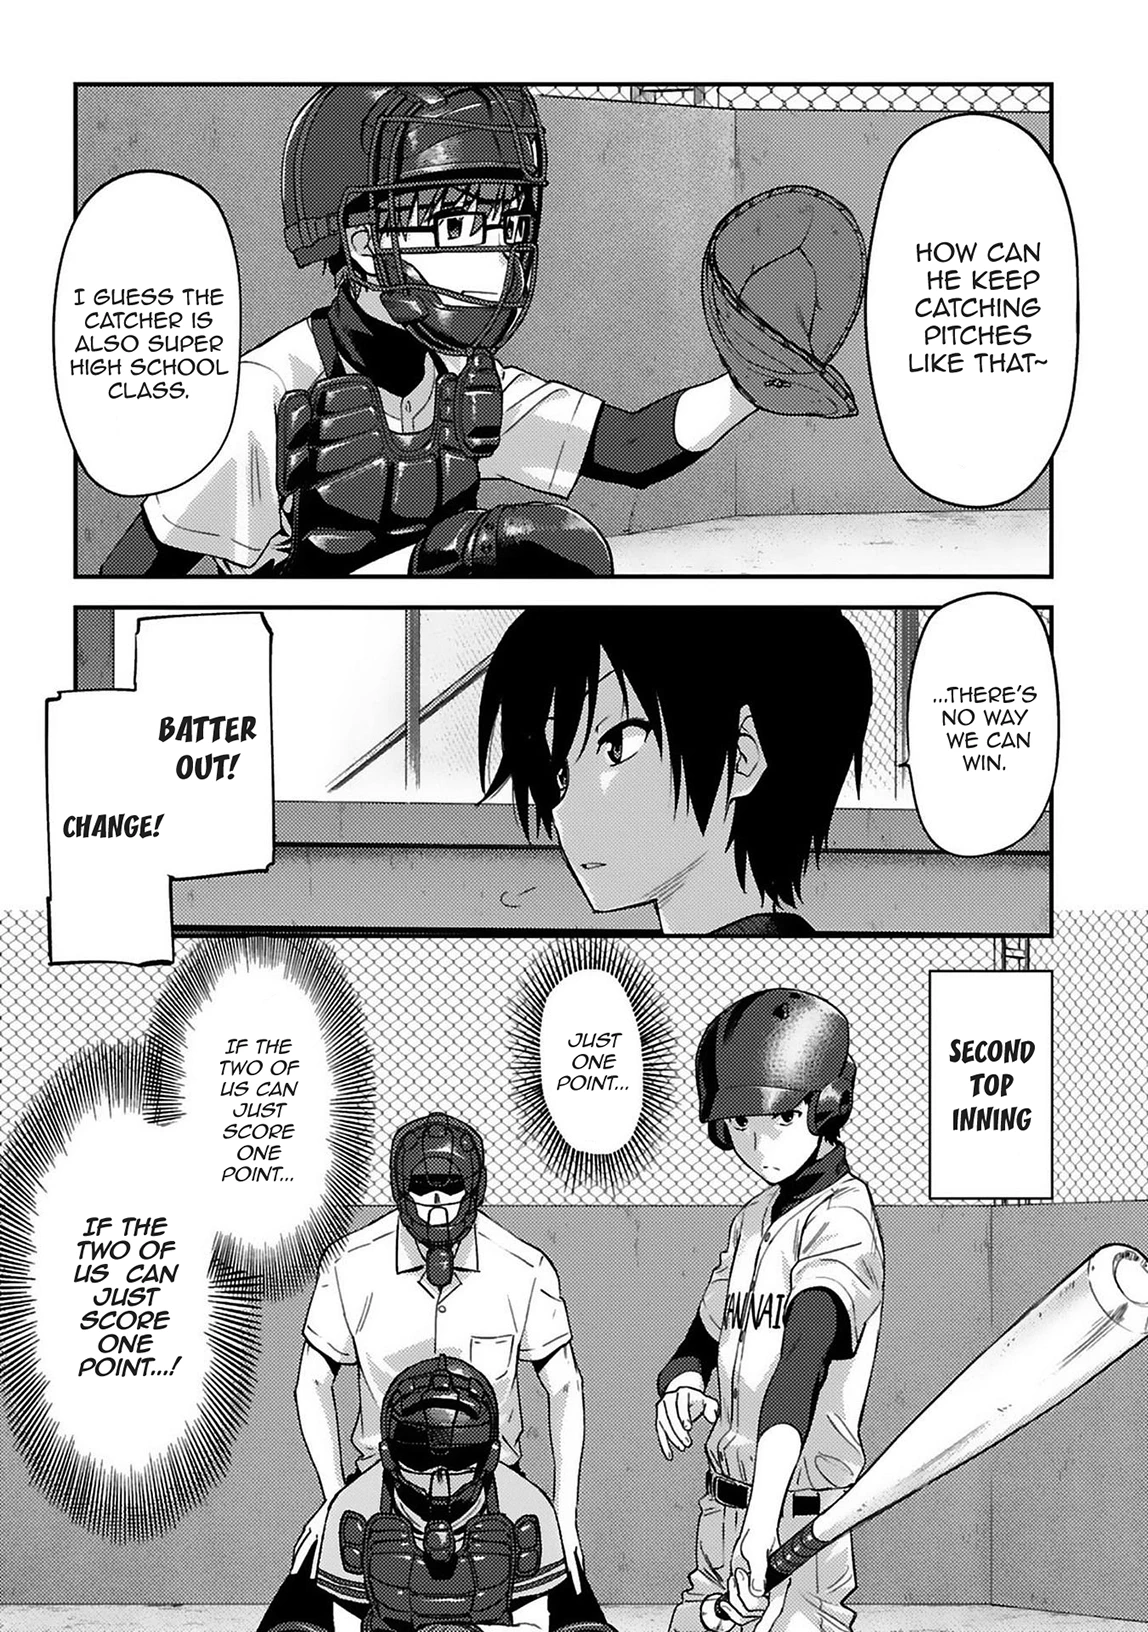 HOW CAN
HE KEEP
CATCHING
PITCHES
LIKE THAT~
I GUESS THE
CATCHER IS
ALSO SUPER
HIGH SCHOOL
CLASS.
...THERE'S
NO WAY
WE CAN
WIN.
BATTER
OUT!
CHANGE!
SECOND
TOP
INNING
JUST
ONE
POINT...
IF THE
TWO OF
US CAN
JUST
SCORE
ONE
POINT...
IF THE
TWO OF
US CAN
JUST
SCORE
ONE
POINT...!